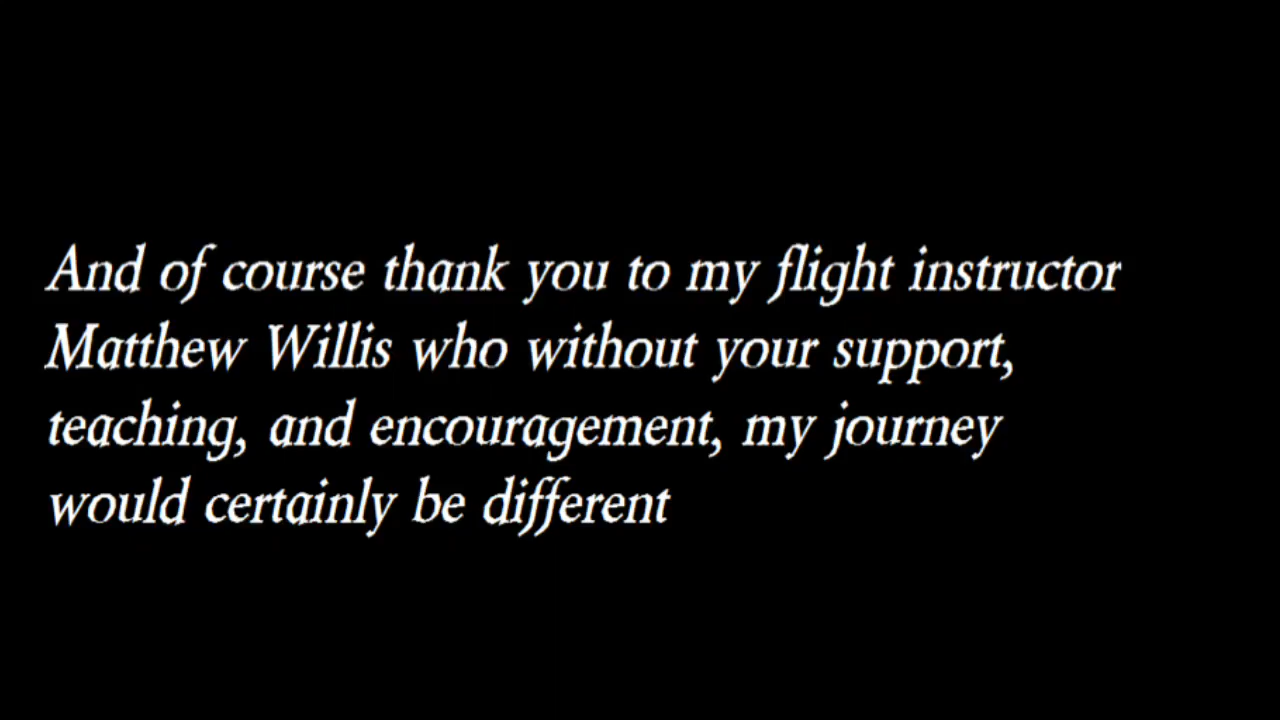 And of course thank you to my flight instructor
Matthew Willis who without your support,
teaching, and encouragement, my journey
would certainly be different